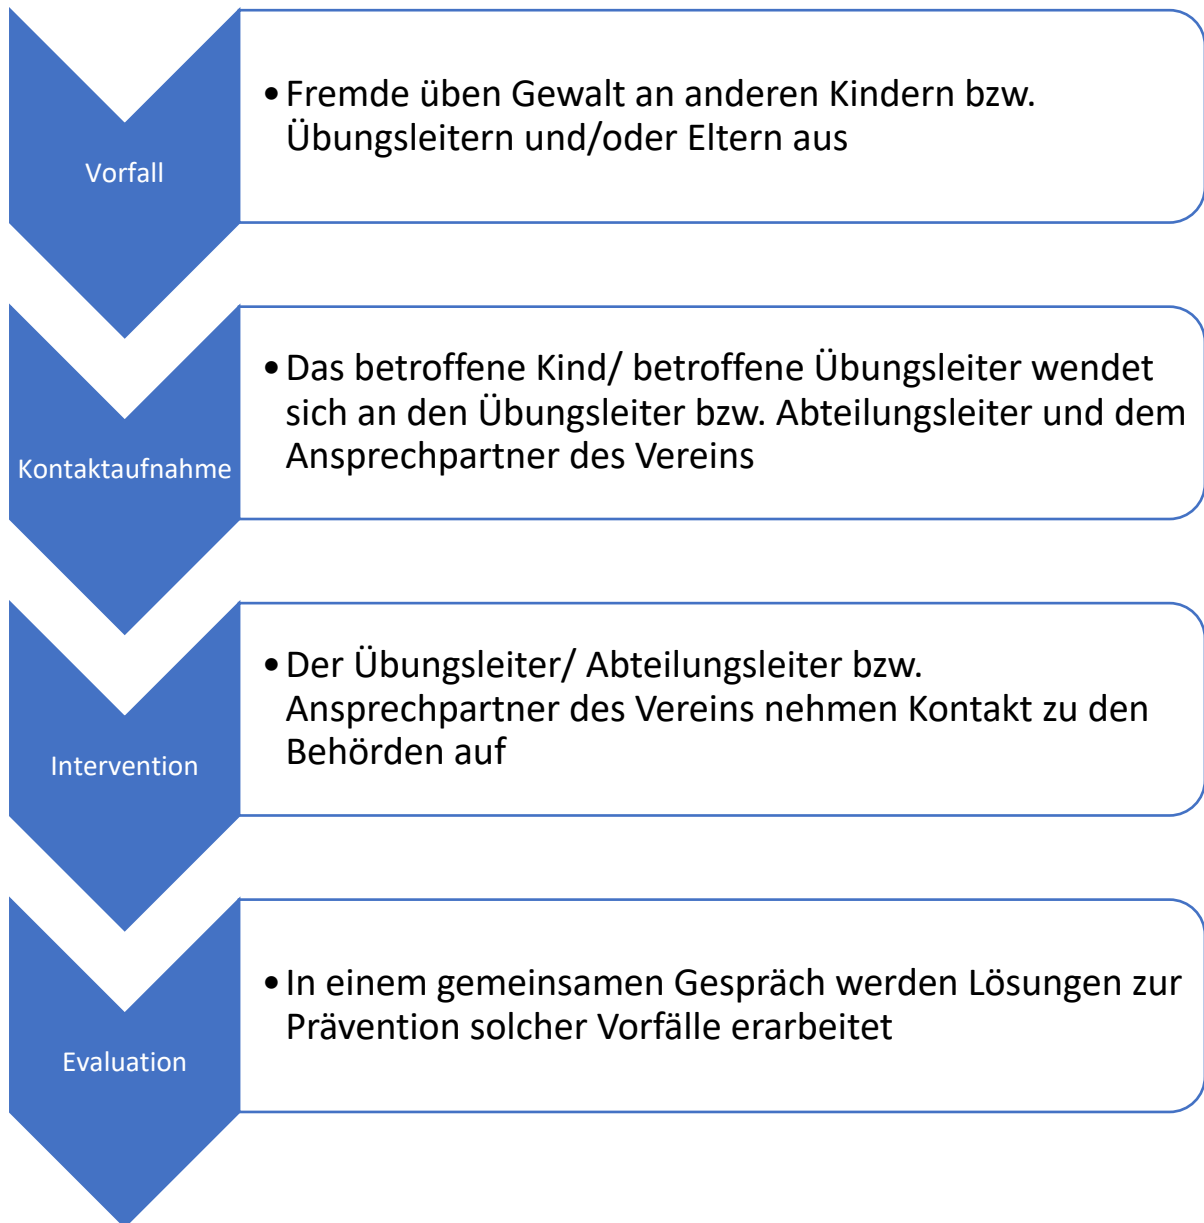 Vorfall
• Fremde üben Gewalt an anderen Kindern bzw.
Übungsleitern und/oder Eltern aus
Kontaktaufnahme
• Das betroffene Kind/ betroffene Übungsleiter wendet
sich an den Übungsleiter bzw. Abteilungsleiter und dem
Ansprechpartner des Vereins
Intervention
• Der Übungsleiter/ Abteilungsleiter bzw.
Ansprechpartner des Vereins nehmen Kontakt zu den
Behörden auf
Evaluation
• In einem gemeinsamen Gespräch werden Lösungen zur
Prävention solcher Vorfälle erarbeitet